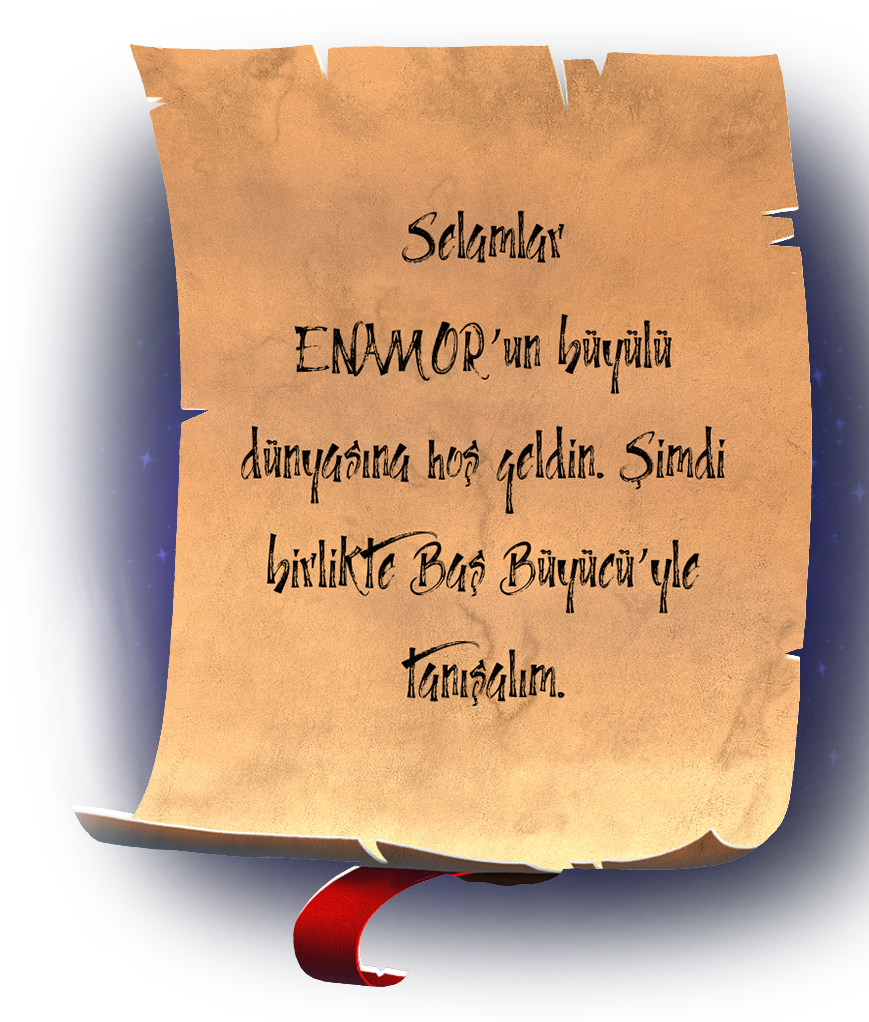 Selamlar
ENAMOR'un büyülü
dünyasına hoş geldin. Şimdi
birlikte Baş Büyücü'yle
tanışalım.